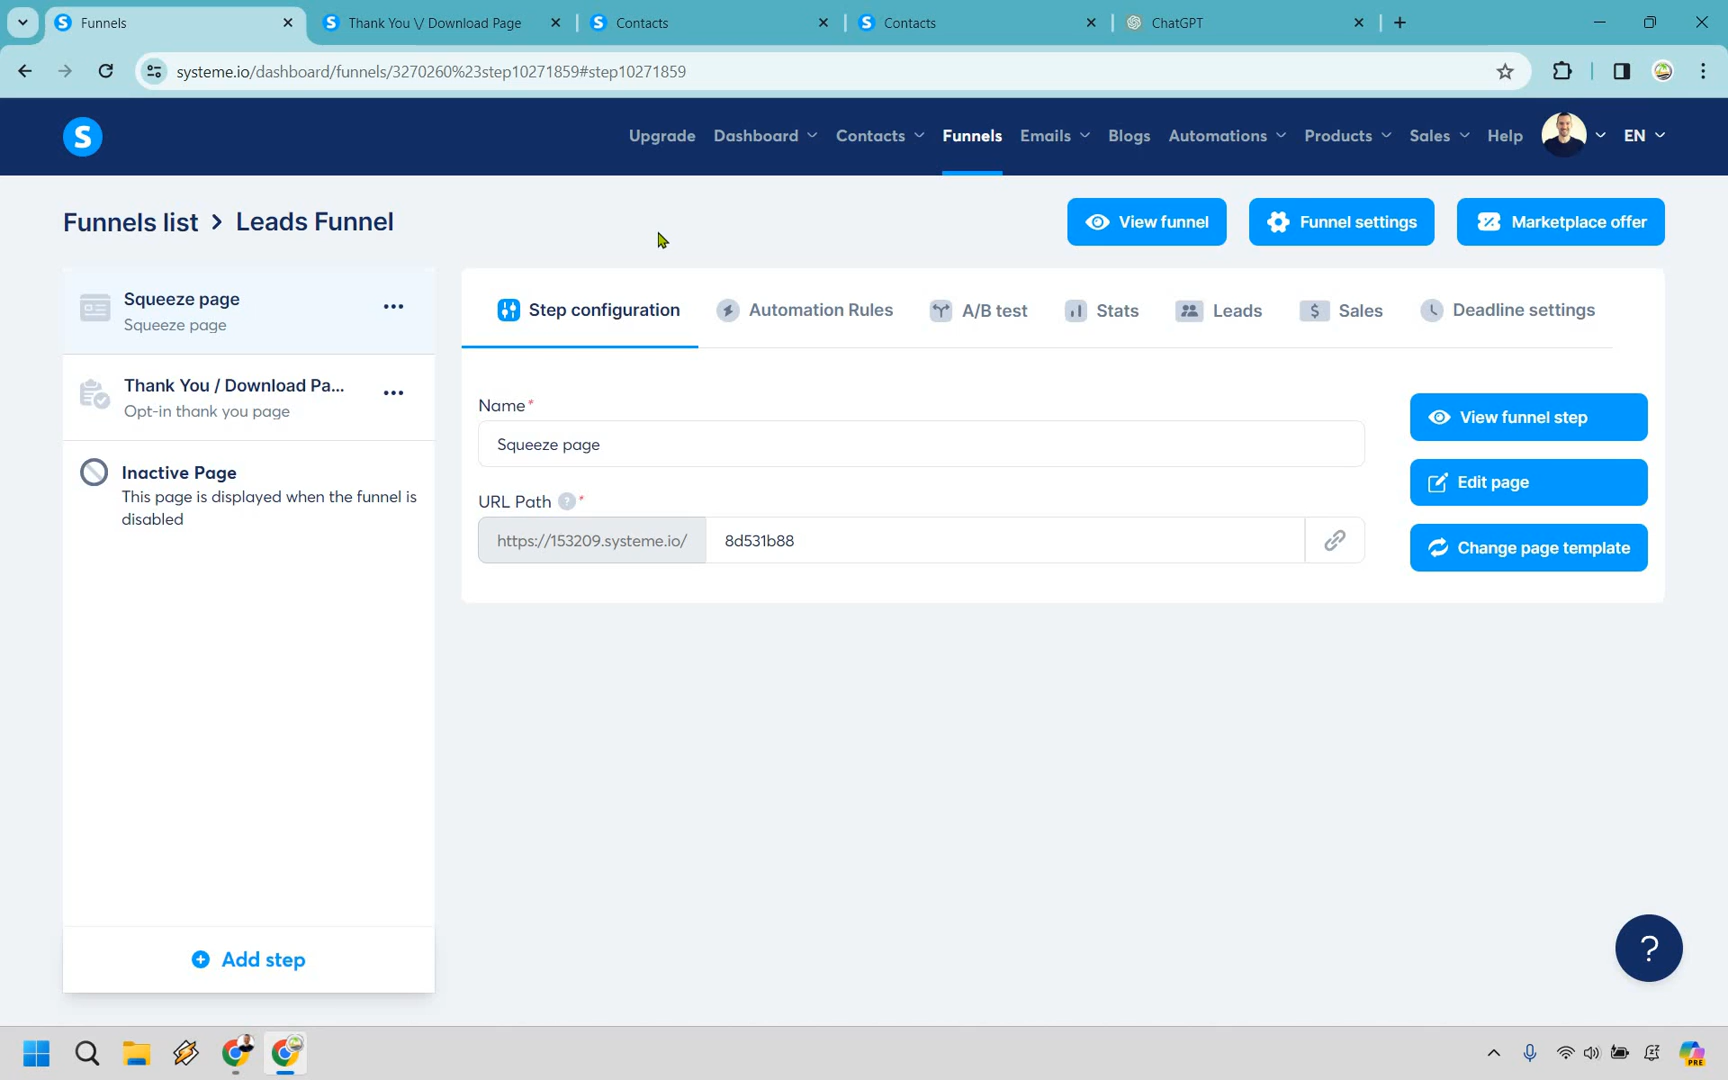 Funnels
Thank You \/ Download Page
Contacts
Contacts
ChatGPT
systeme.io/dashboard/funnels/3270260%23step10271859#step10271859
S
Upgrade
Dashboard
Contacts
Funnels
Emails
Blogs
Automations
Products
Sales
Help
EN
Funnels list > Leads Funnel
View funnel
Funnel settings
Marketplace offer
Squeeze page
Squeeze page
Thank You / Download Pa...
Opt-in thank you page
Inactive Page
This page is displayed when the funnel is
disabled
Add step
Step configuration
Automation Rules
A/B test
Stats
Leads
Sales
Deadline settings
Name*
Squeeze page
URL Path ? *
https://153209.systeme.io/
8d531b88
View funnel step
Edit page
Change page template
?
PRE